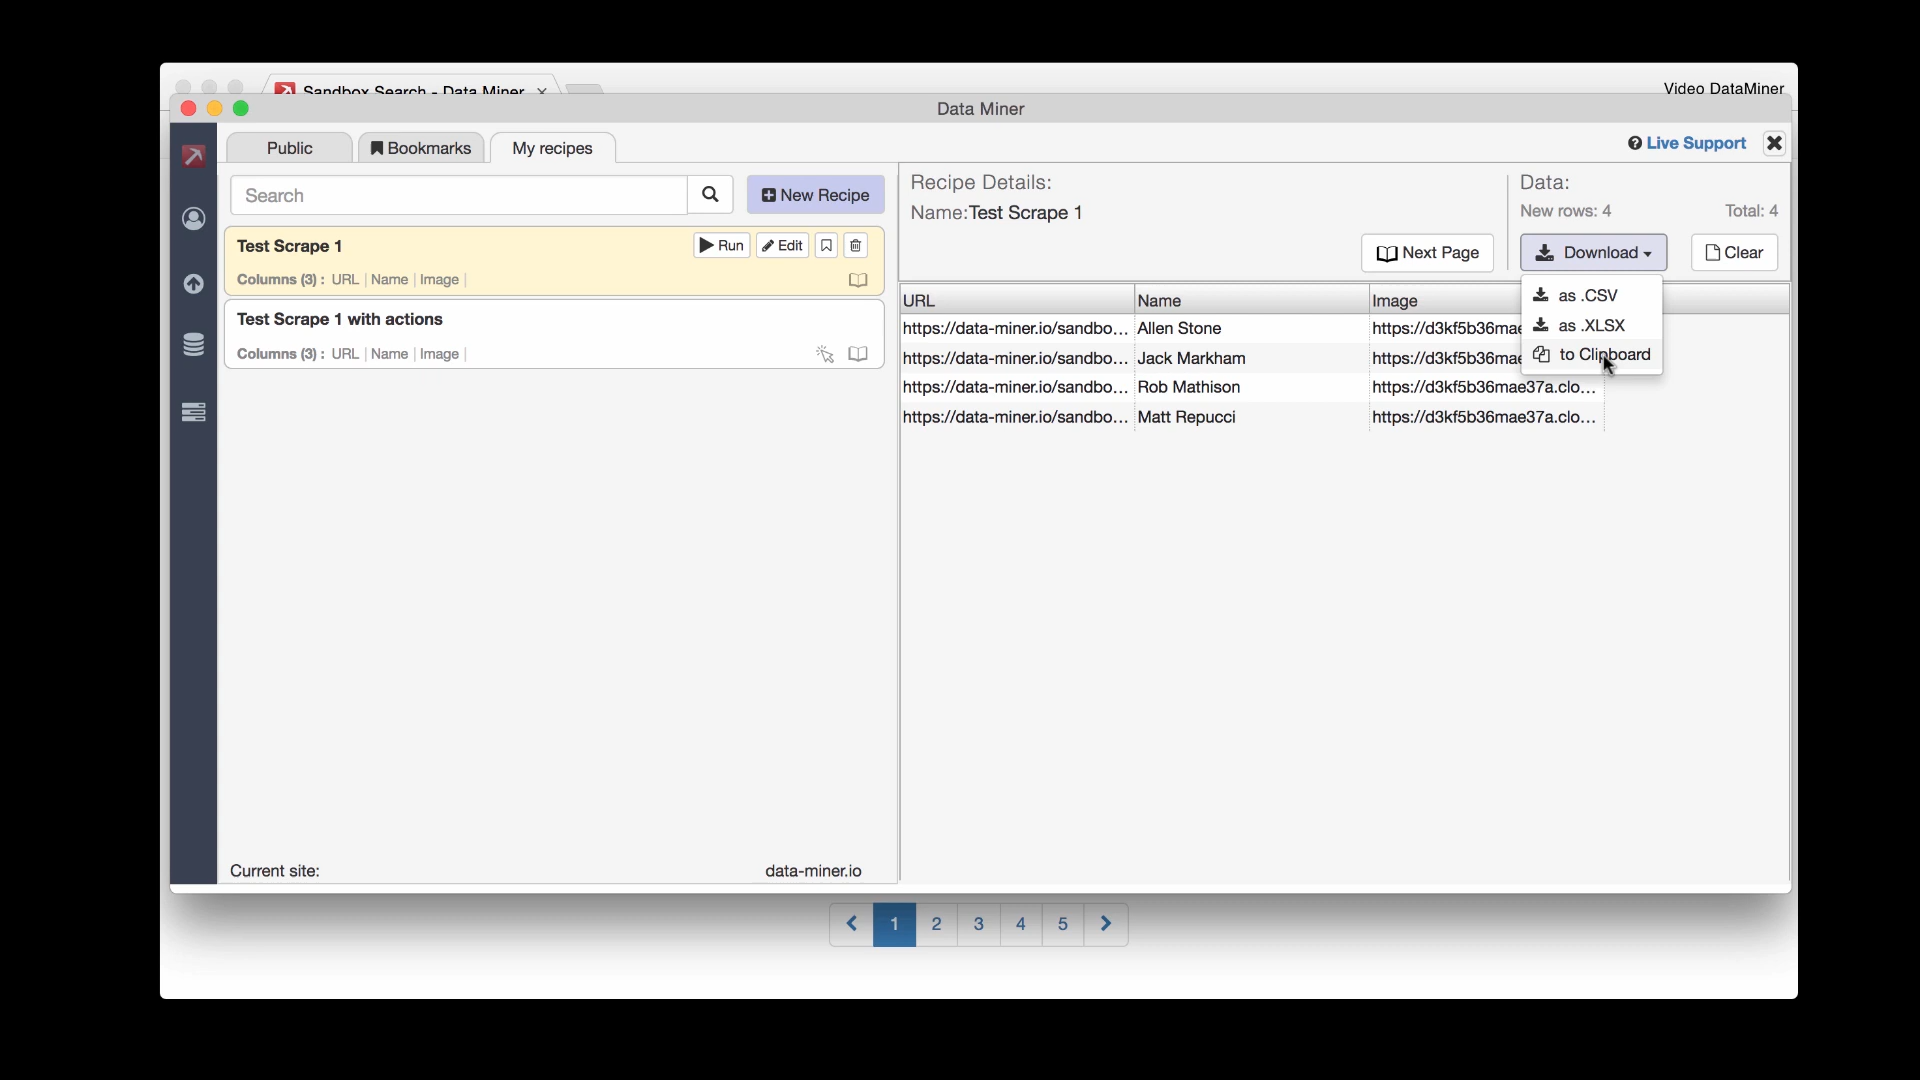 Sandbox Search - Data Miner
Video DataMiner
Data Miner
Public
Bookmarks
My recipes
Live Support
Search
New Recipe
Test Scrape 1
Run
Edit
Columns (3) : URL | Name | Image |
Test Scrape 1 with actions
Columns (3) : URL | Name | Image |
Current site:
data-miner.io
Recipe Details:
Name:Test Scrape 1
Next Page
Data:
New rows: 4
Total: 4
Download
Clear
as .CSV
as .XLSX
to Clipboard
URL Name Image
https://data-miner.io/sandbo... Allen Stone https://d3kf5b36mae
https://data-miner.io/sandbo... Jack Markham https://d3kf5b36mae
https://data-miner.io/sandbo... Rob Mathison https://d3kf5b36mae37a.clo...
https://data-miner.io/sandbo... Matt Repucci https://d3kf5b36mae37a.clo...
1 2 3 4 5